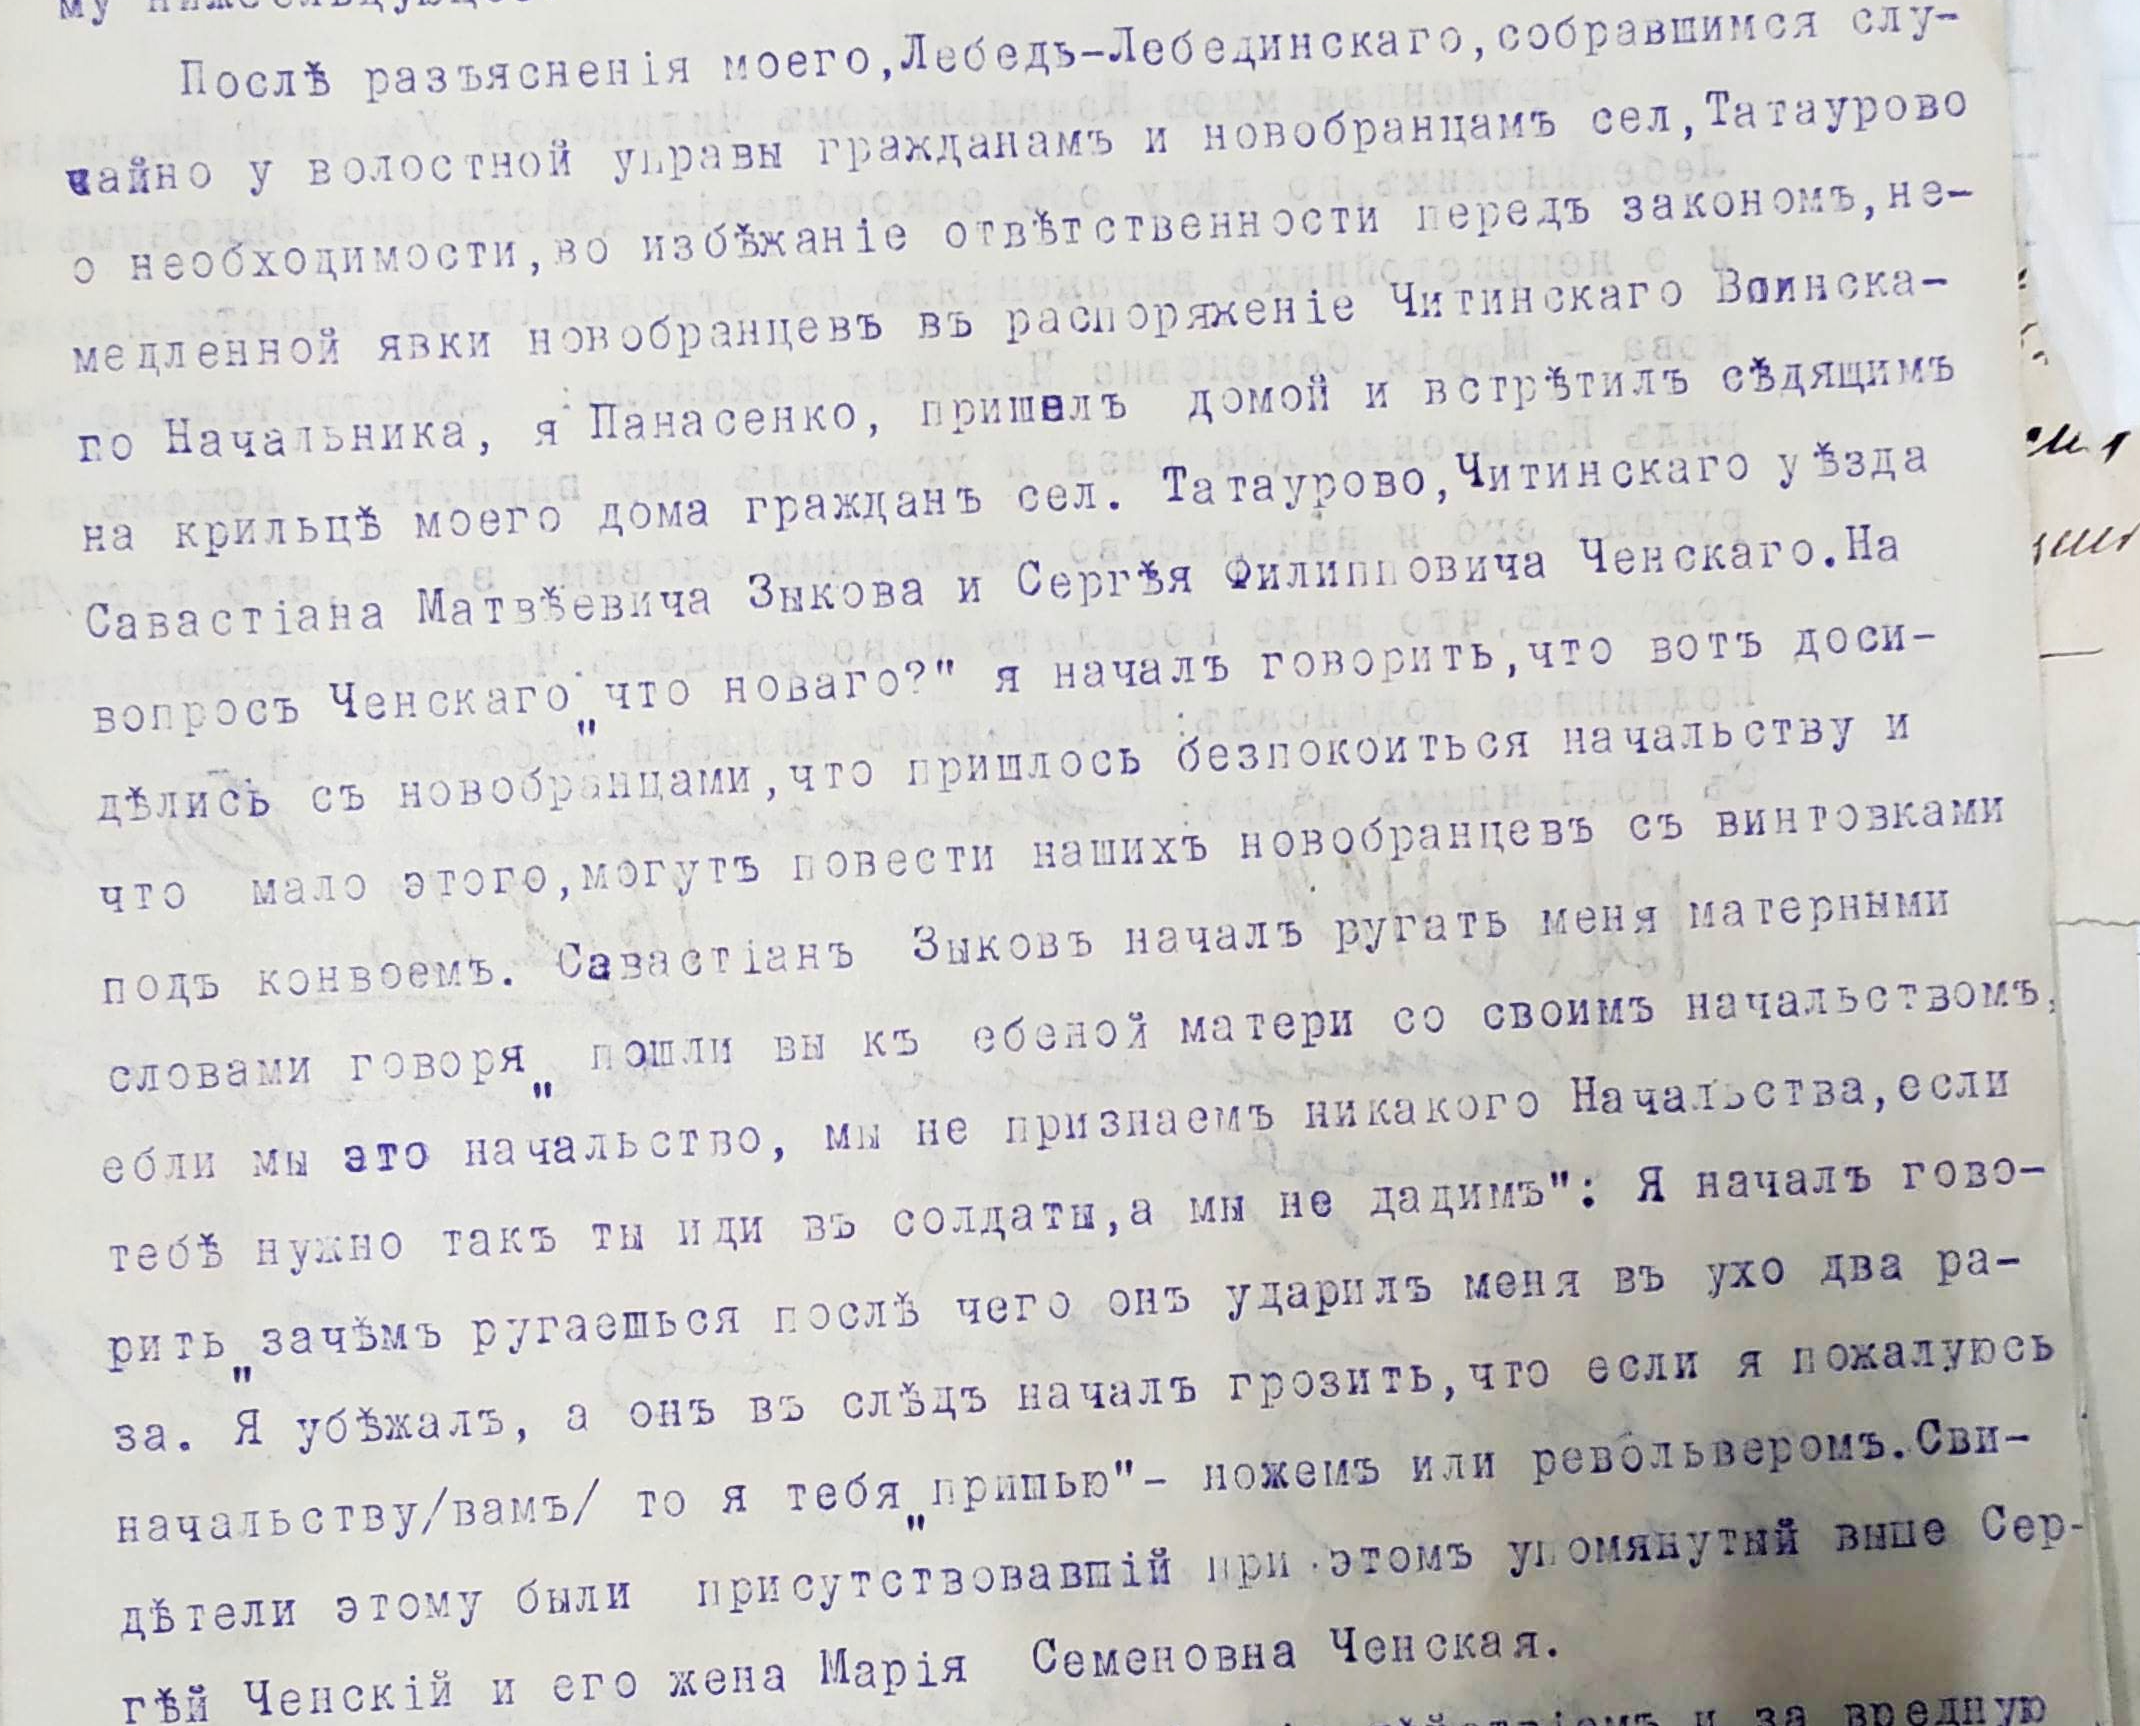 Послѣ разъясненія моего,Лебедь-Лебединскаго,собравшимся слу-
чайно у волостной управы гражданамъ и новобранцамъ сел,Татаурово
о необходимости,во избѣжаніе отвѣтственности передъ закономъ,не-
медленной явки новобранцевъ въ распоряженіе Читинскаго Воинска-
го Начальника, я Панасенко, пришелъ домой и встрѣтилъ сѣдящимъ
на крильцѣ моего дома гражданъ сел. Татаурово,Читинскаго уѣзда
Савастіана Матвѣевича Зыкова и Сергѣя Филипповича Ченскаго.На
вопросъ Ченскаго„что новаго?" я началъ говорить,что вотъ доси-
дѣлись съ новобранцами,что пришлось безпокоиться начальству и
что мало этого,могутъ повести нашихъ новобранцевъ съ винтовками
подъ конвоемъ. Савастіанъ Зыковъ началъ ругать меня матерными
словами говоря„ пошли вы къ ебеной матери со своимъ начальствомъ,
ебли мы это начальство, мы не признаемъ никакого Начальства,если
тебѣ нужно такъ ты иди въ солдаты,а мы не дадимъ": Я началъ гово-
рить„зачѣмъ ругаешься послѣ чего онъ ударилъ меня въ ухо два ра-
за. Я убѣжалъ, а онъ въ слѣдъ началъ грозить,что если я пожалуюсь
начальству/вамъ/ то я тебя„пришью"- ножемъ или револьверомъ.Сви-
дѣтели этому были присутствовавшій при этомъ упомянутый выше Сер-
гѣй Ченскій и его жена Марія Семеновна Ченская.
и за вредную